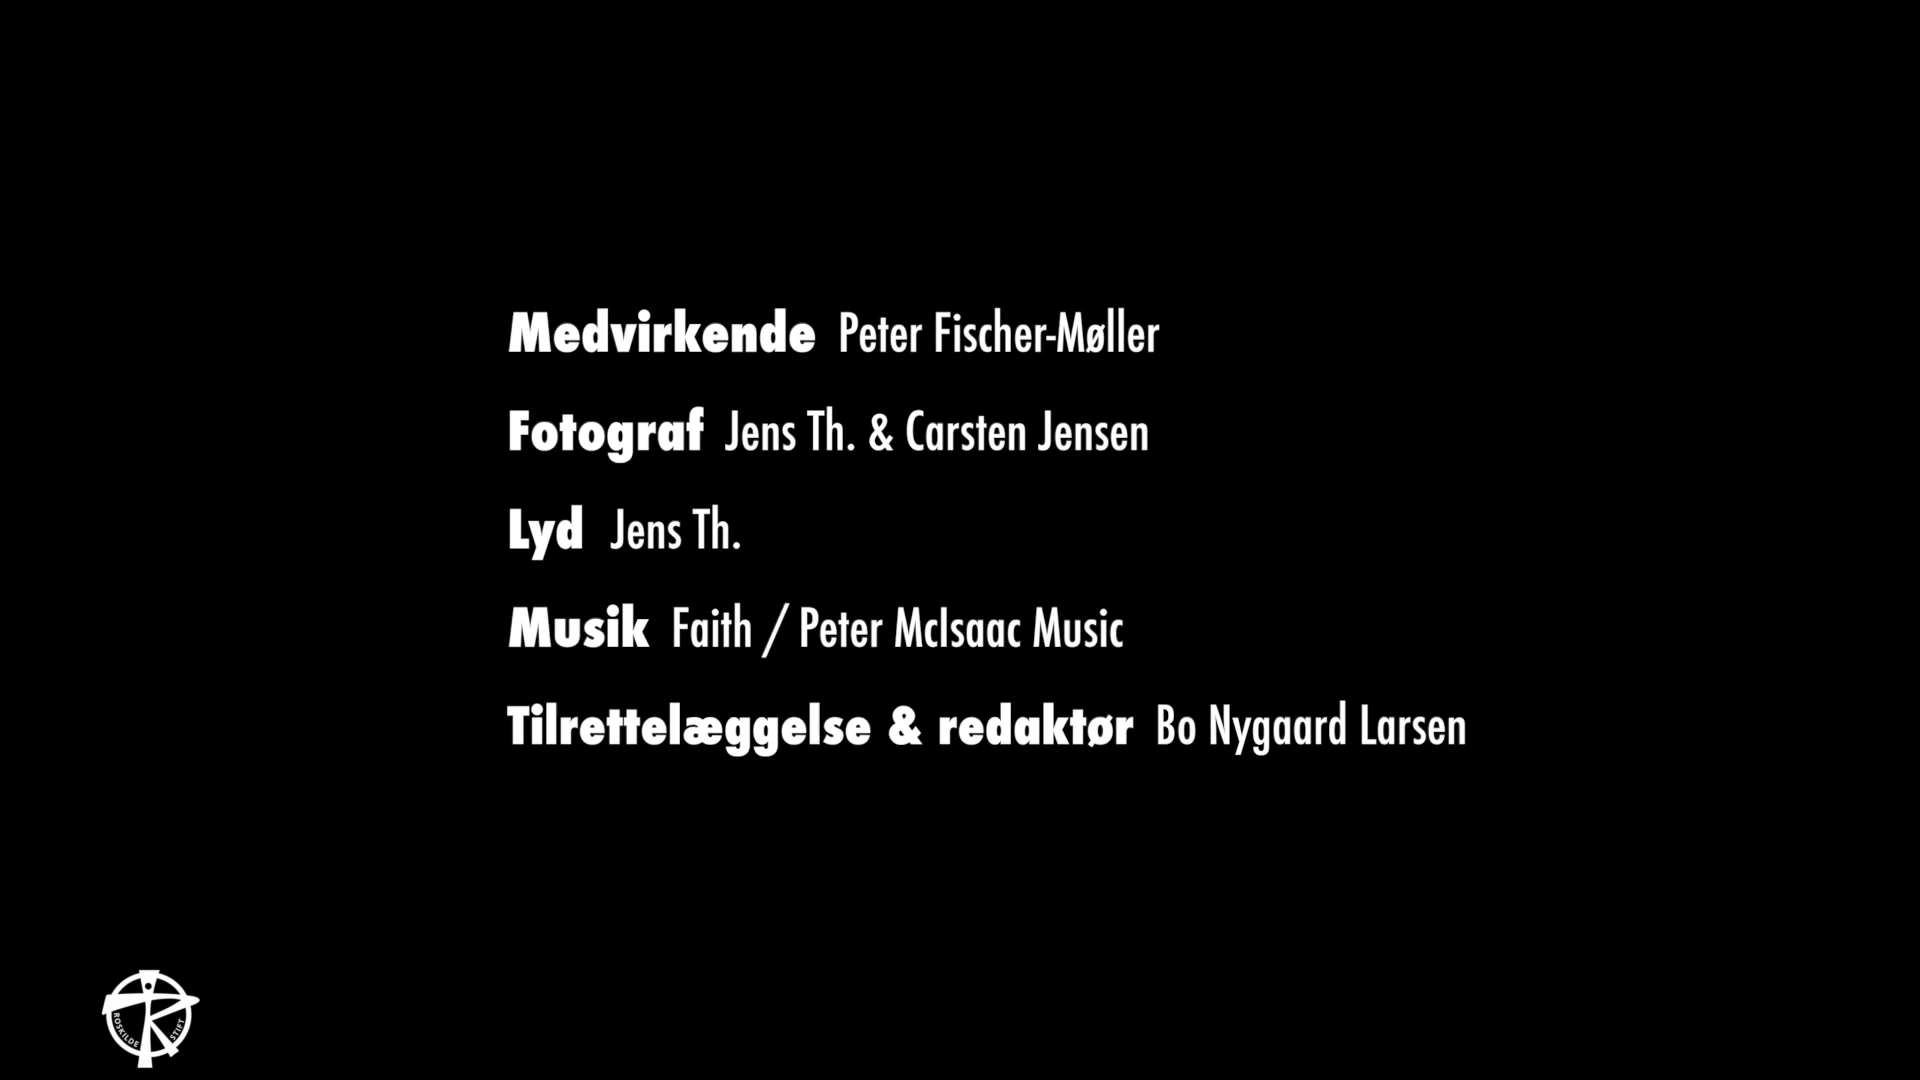 Medvirkende Peter Fischer-Møller
Fotograf Jens Th. & Carsten Jensen
Lyd Jens Th.
Musik Faith / Peter McIsaac Music
Tilrettelæggelse & redaktør Bo Nygaard Larsen
ROSKILDE STIFT